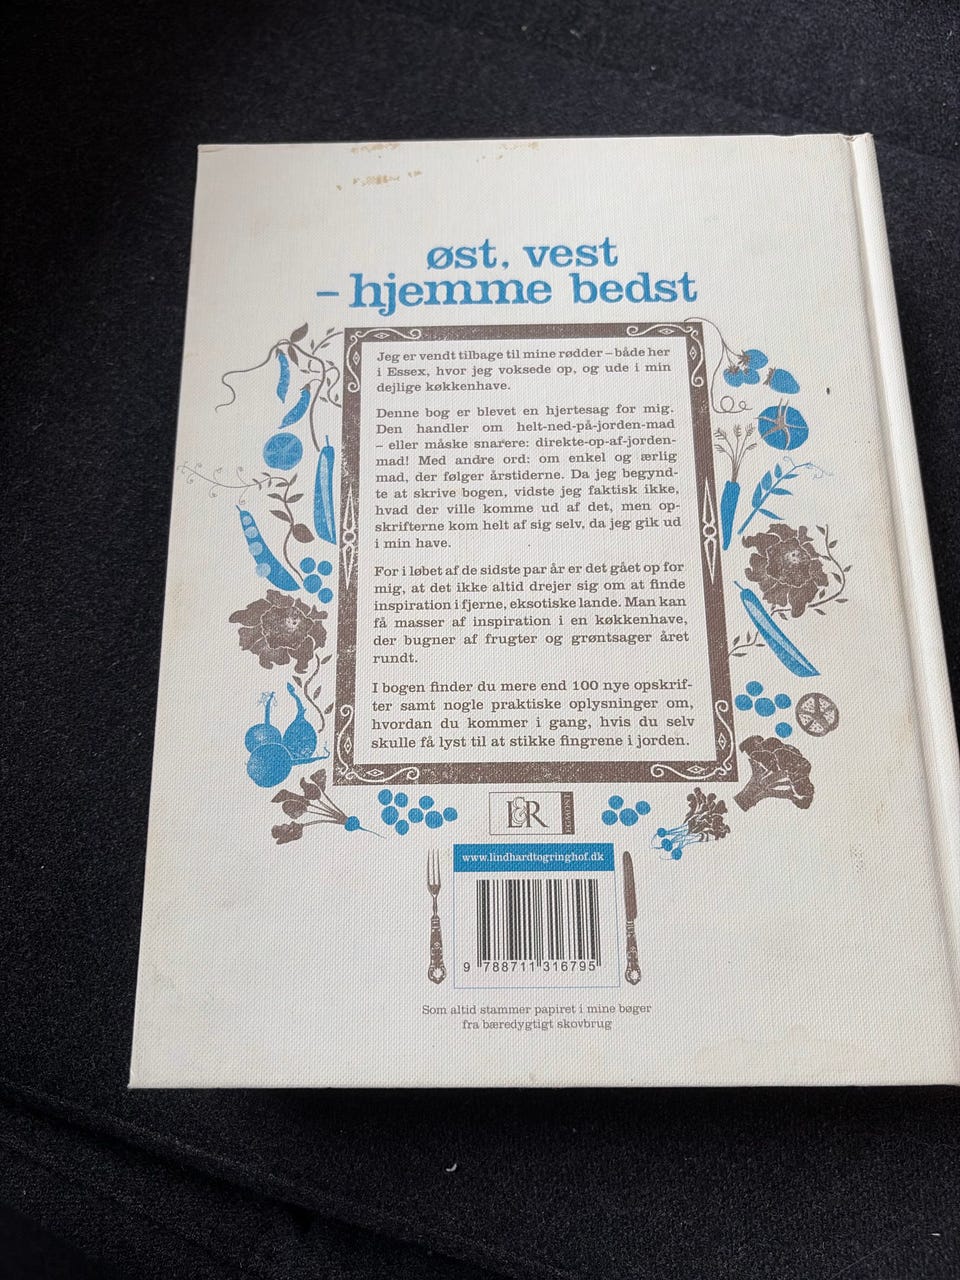 øst, vest
– hjemme bedst
Jeg er vendt tilbage til mine rødder – både her
i Essex, hvor jeg voksede op, og ude i min
dejlige køkkenhave.
Denne bog er blevet en hjertesag for mig.
Den handler om helt-ned-på-jorden-mad
– eller måske snarere: direkte-op-af-jorden-
mad! Med andre ord: om enkel og ærlig
mad, der følger årstiderne. Da jeg begynd-
te at skrive bogen, vidste jeg faktisk ikke,
hvad der ville komme ud af det, men op-
skrifterne kom helt af sig selv, da jeg gik ud
i min have.
For i løbet af de sidste par år er det gået op for
mig, at det ikke altid drejer sig om at finde
inspiration i fjerne, eksotiske lande. Man kan
få masser af inspiration i en køkkenhave,
der bugner af frugter og grøntsager året
rundt.
I bogen finder du mere end 100 nye opskrif-
ter samt nogle praktiske oplysninger om,
hvordan du kommer i gang, hvis du selv
skulle få lyst til at stikke fingrene i jorden.
L&R
EGMONT
www.lindhardtogringhof.dk
9 788711 316795
Som altid stammer papiret i mine bøger
fra bæredygtigt skovbrug